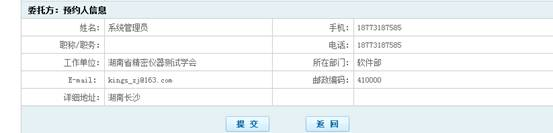 委托方：预约人信息
姓名： 系统管理员 手机： 18773187585
职称/职务： 电话： 18773187585
工作单位： 湖南省精密仪器测试学会 所在部门： 软件部
E-mail： kings_zj@163.com 邮政编码： 410000
详细地址： 湖南长沙
提 交 返 回